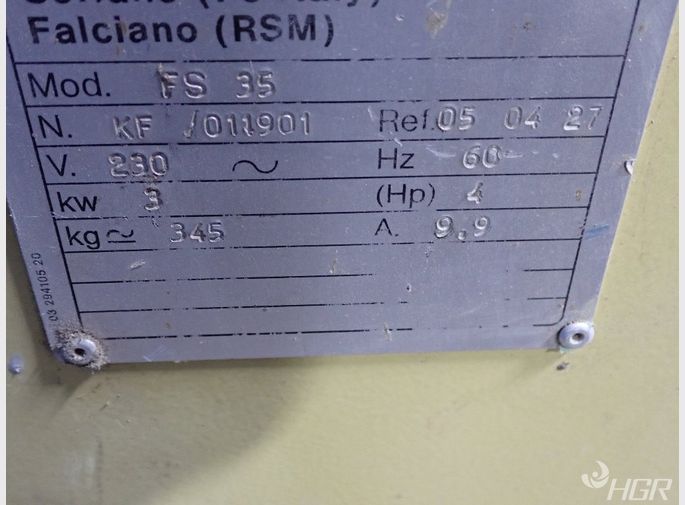 Falciano (RSM)
Mod. FS 35
N. KF /011901 Ref. 05 04 27
V. 230 ~ Hz 60
kw 3 (Hp) 4
kg ≃ 345 A. 9.9
03 294105 20
HGR